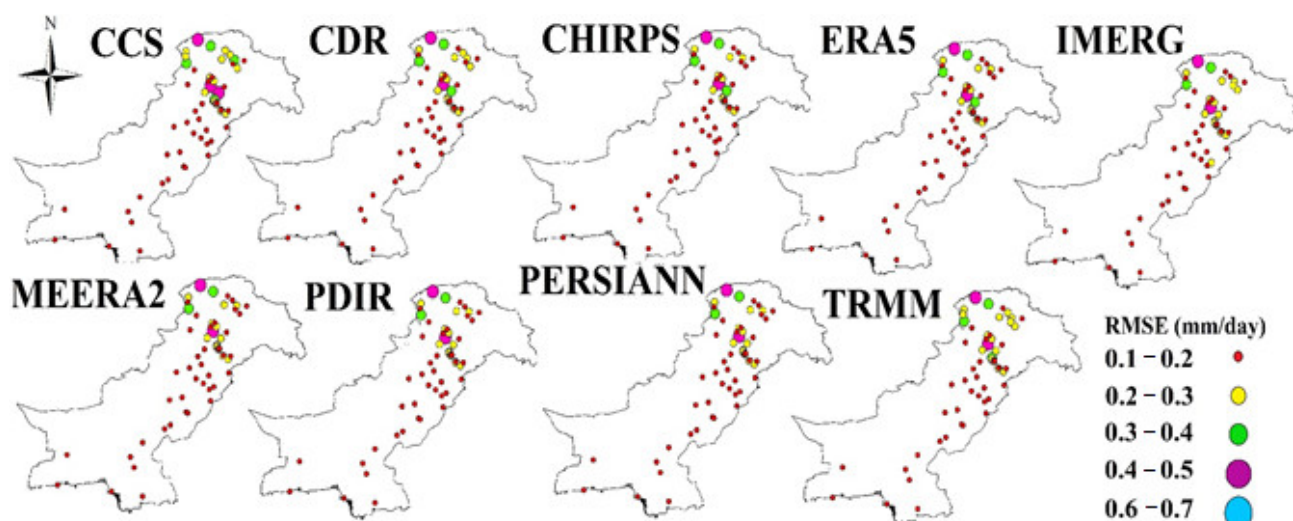 N
CCS
CDR
CHIRPS
ERA5
IMERG
MEERA2
PDIR
PERSIANN
TRMM
RMSE (mm/day)
0.1 – 0.2
0.2 – 0.3
0.3 – 0.4
0.4 – 0.5
0.6 – 0.7